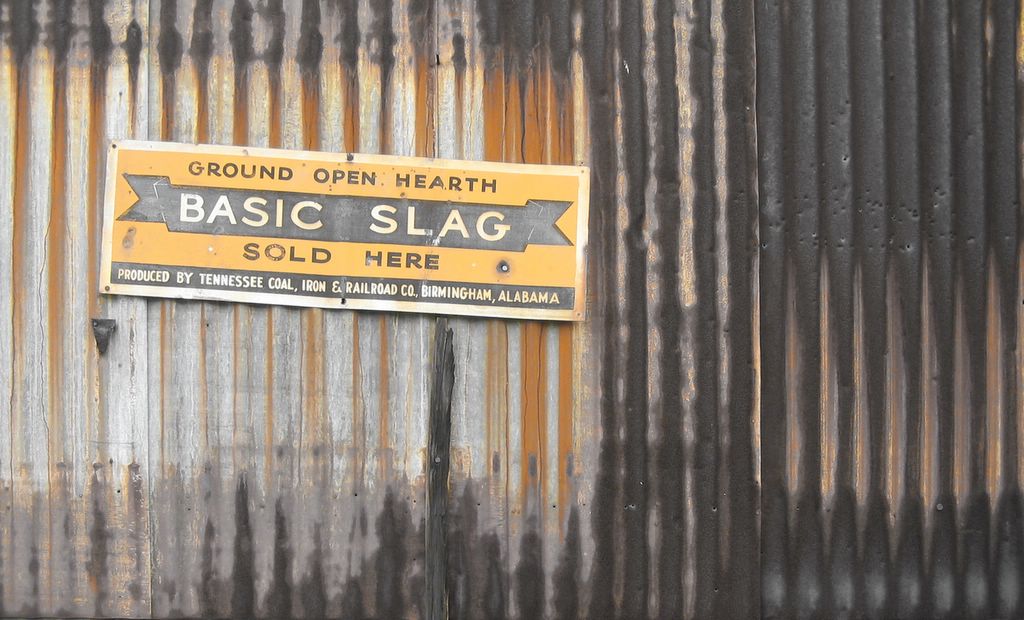 GROUND OPEN HEARTH
BASIC SLAG
SOLD HERE
PRODUCED BY TENNESSEE COAL, IRON & RAILROAD CO., BIRMINGHAM, ALABAMA